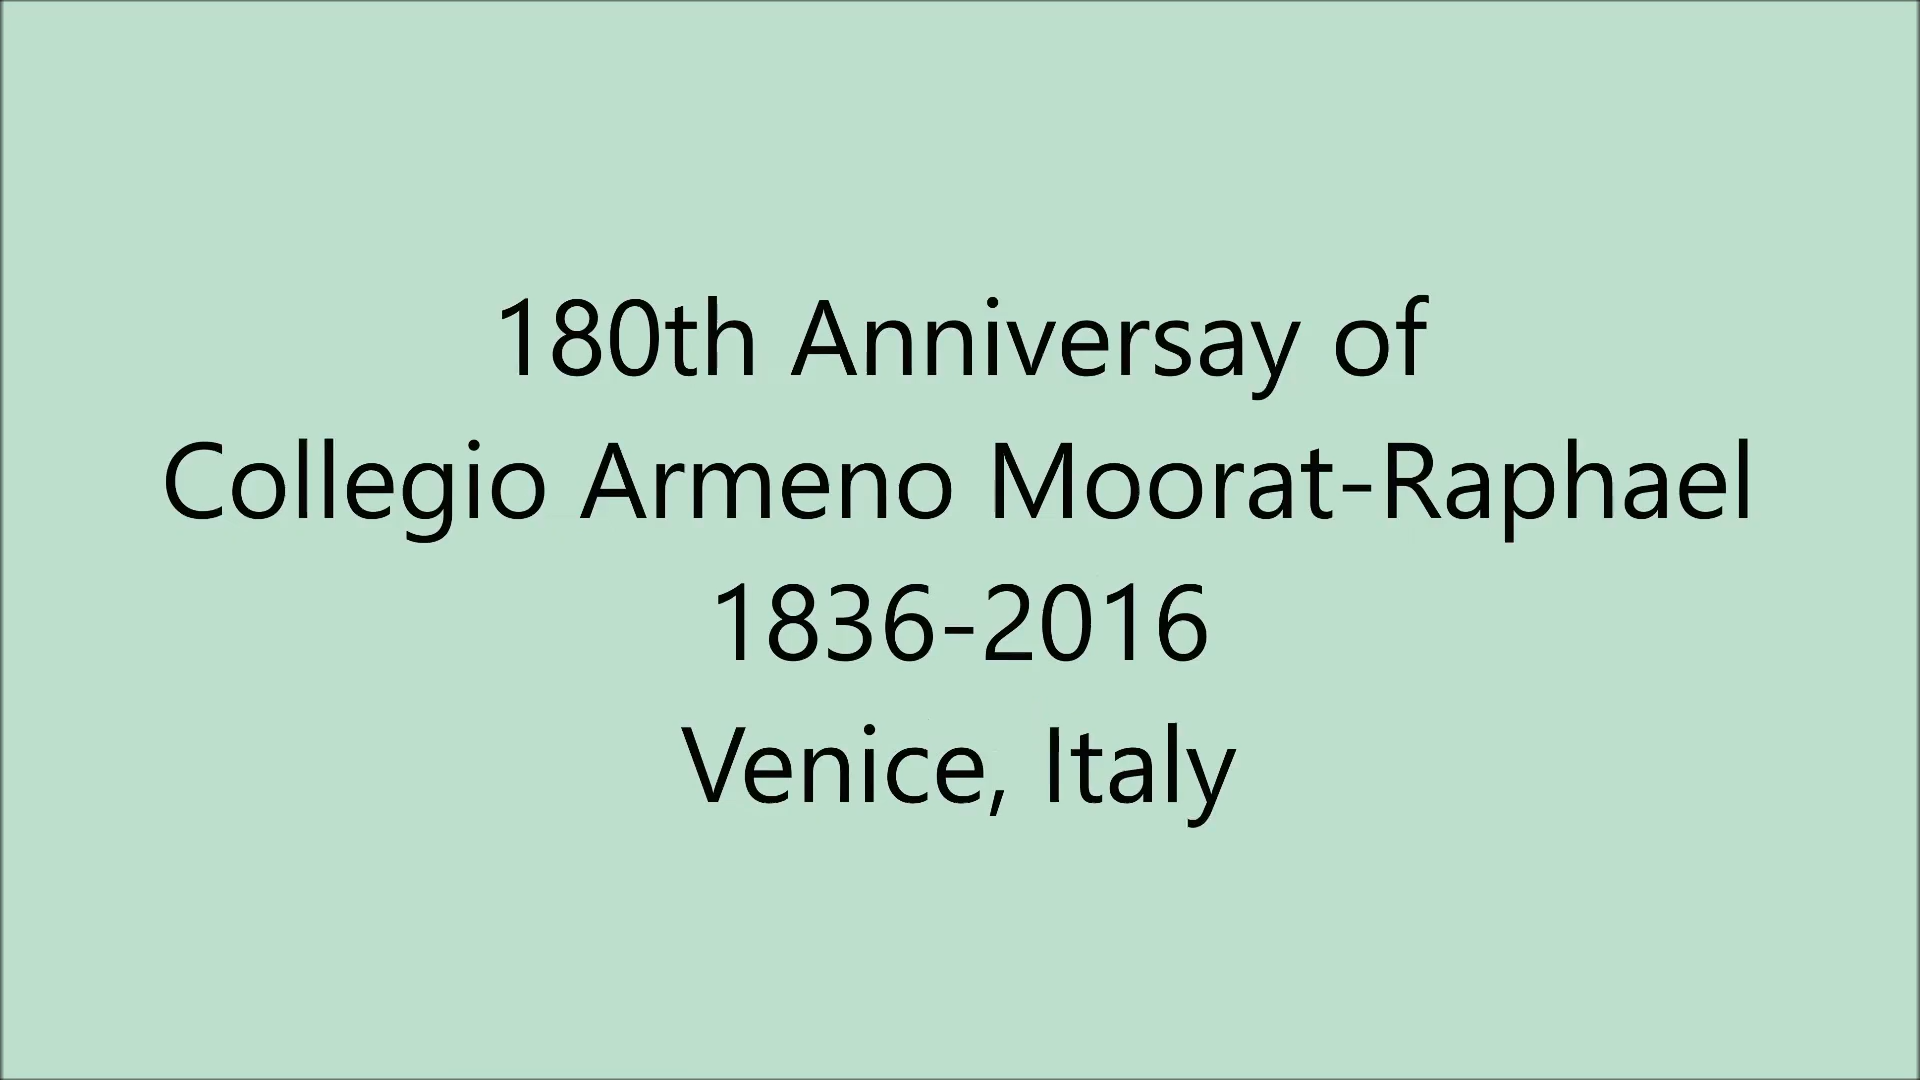 180th Anniversay of
Collegio Armeno Moorat-Raphael
1836-2016
Venice, Italy